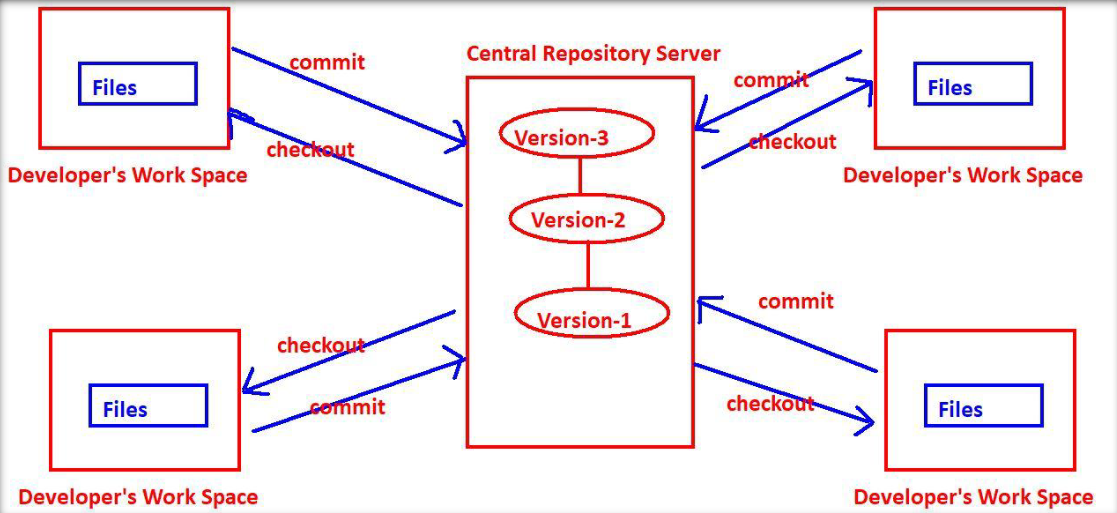 commit
Central Repository Server
commit
Files
Files
Version-3
checkout
checkout
Developer's Work Space
Developer's Work Space
Version-2
commit
Version-1
checkout
checkout
commit
Files
Files
Developer's Work Space
Developer's Work Space